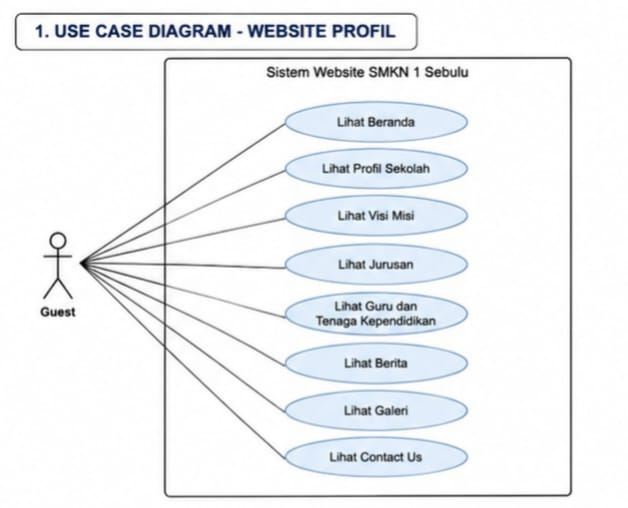 1. USE CASE DIAGRAM - WEBSITE PROFIL
Sistem Website SMKN 1 Sebulu
Lihat Beranda
Lihat Profil Sekolah
Lihat Visi Misi
Lihat Jurusan
Guest
Lihat Guru dan
Tenaga Kependidikan
Lihat Berita
Lihat Galeri
Lihat Contact Us